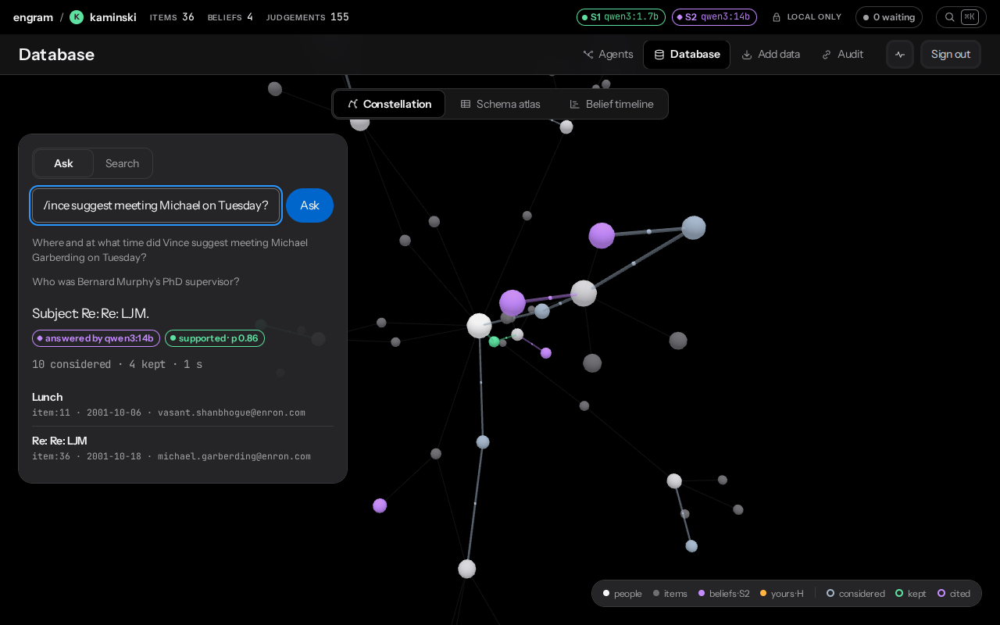 engram / K kaminski ITEMS 36 BELIEFS 4 JUDGEMENTS 155 S1 qwen3:1.7b S2 qwen3:14b LOCAL ONLY 0 waiting ⌘K
Database Agents Database Add data Audit Sign out
Constellation Schema atlas Belief timeline
Ask Search
Vince suggest meeting Michael on Tuesday? Ask
Where and at what time did Vince suggest meeting Michael
Garberding on Tuesday?
Who was Bernard Murphy's PhD supervisor?
Subject: Re: Re: LJM.
answered by qwen3:14b supported · p 0.86
10 considered · 4 kept · 1 s
Lunch
item:11 · 2001-10-06 · vasant.shanbhogue@enron.com
Re: Re: LJM
item:36 · 2001-10-18 · michael.garberding@enron.com
people items beliefs·S2 yours·H considered kept cited